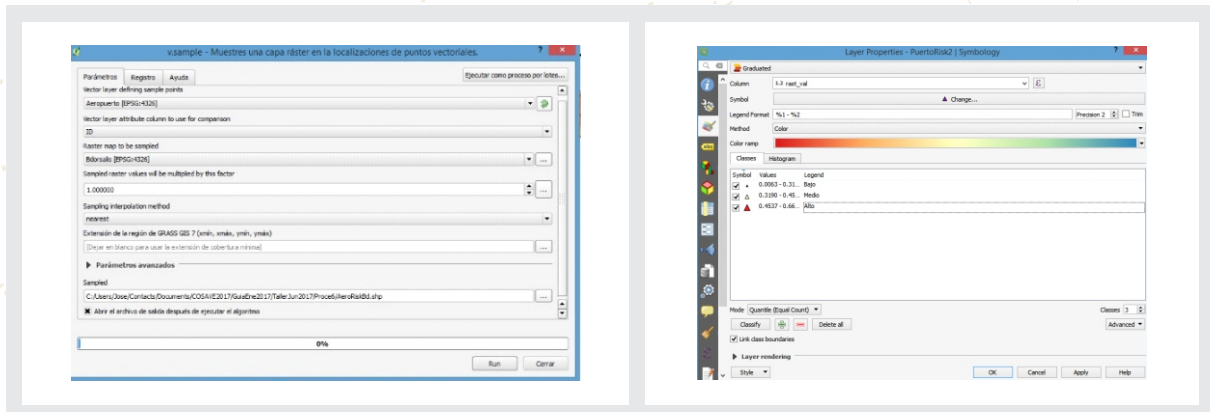 v.sample - Muestres una capa ráster en la localizaciones de puntos vectoriales.
Parámetros Registro Ayuda
Ejecutar como proceso por lotes...
Vector layer defining sample points
Aeropuerto [EPSG:4326]
Vector layer attribute column to use for comparison
ID
Raster map to be sampled
Bdorsalis [EPSG:4326]
Sampled raster values will be multiplied by this factor
1.000000
Sampling interpolation method
nearest
Extensión de la región de GRASS GIS 7 (xmín, xmáx, ymín, ymáx)
[Dejar en blanco para usar la extensión de cobertura mínima]
Parámetros avanzados
Sampled
C:/Users/Jose/Contacts/Documents/COSAVE2017/GuiaEne2017/TallerJun2017/Proce6/AeroRiskBd.shp
Abrir el archivo de salida después de ejecutar el algoritmo
0%
Run Cerrar
Layer Properties - PuertoRisk2 | Symbology
Graduated
Column 1.2 rast_val
Symbol Change...
Legend Format %1 - %2 Precision 2 Trim
Method Color
Color ramp
Classes Histogram
Symbol Values Legend
0.0063 - 0.31... Bajo
0.3190 - 0.45... Medio
0.4537 - 0.66... Alto
Mode Quantile (Equal Count) Classes 3
Classify Delete all Advanced
Link class boundaries
Layer rendering
Style OK Cancel Apply Help